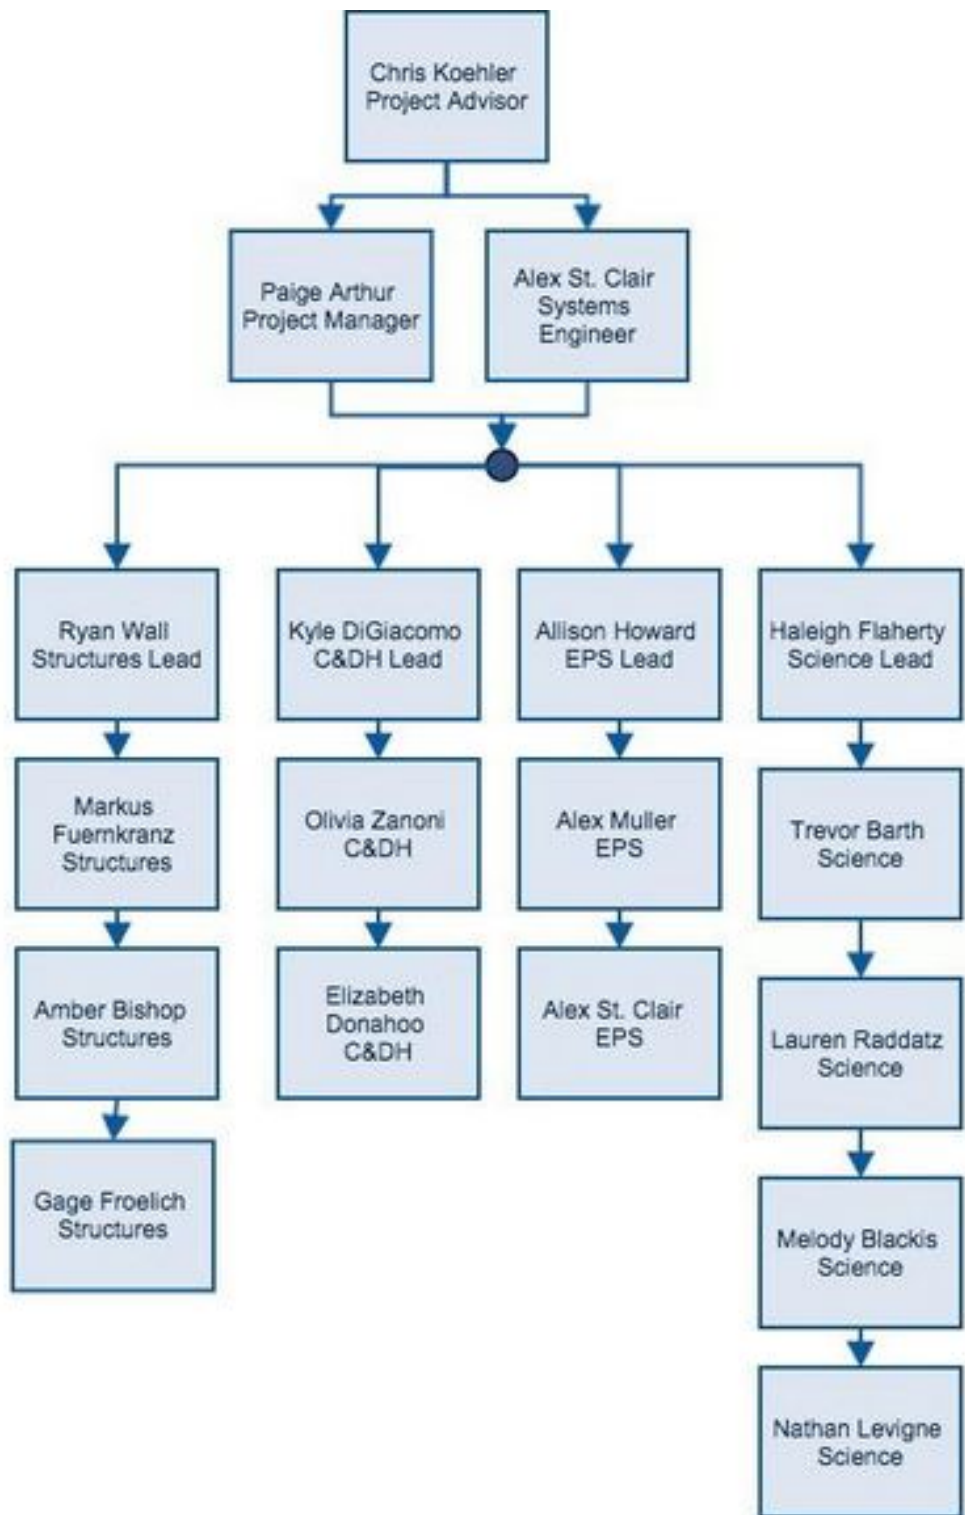 Chris Koehler
Project Advisor
Paige Arthur
Project Manager
Alex St. Clair
Systems
Engineer
Ryan Wall
Structures Lead
Kyle DiGiacomo
C&DH Lead
Allison Howard
EPS Lead
Haleigh Flaherty
Science Lead
Markus
Fuernkranz
Structures
Olivia Zanoni
C&DH
Alex Muller
EPS
Trevor Barth
Science
Amber Bishop
Structures
Elizabeth
Donahoo
C&DH
Alex St. Clair
EPS
Lauren Raddatz
Science
Gage Froelich
Structures
Melody Blackis
Science
Nathan Levigne
Science